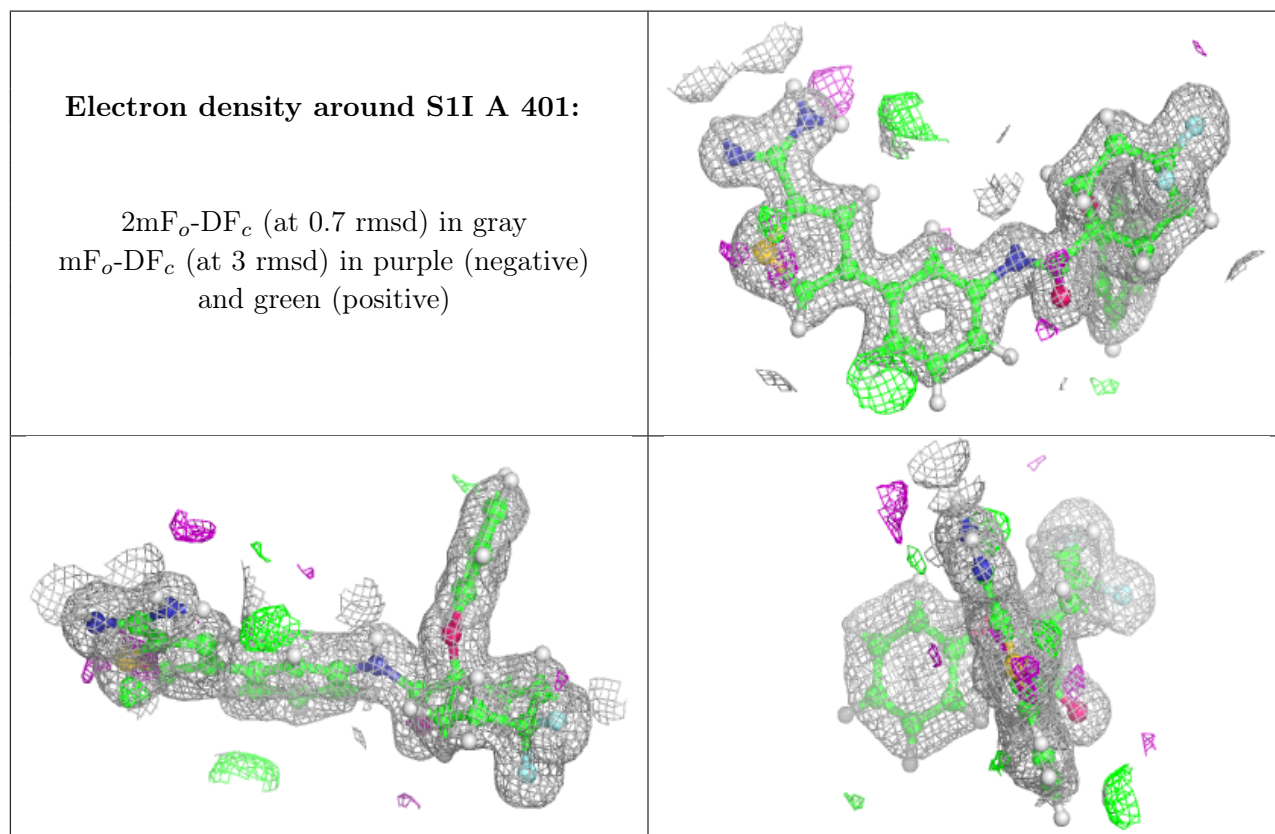 Electron density around S1I A 401:
2mFₒ-DF𝒸 (at 0.7 rmsd) in gray
mFₒ-DF𝒸 (at 3 rmsd) in purple (negative)
and green (positive)